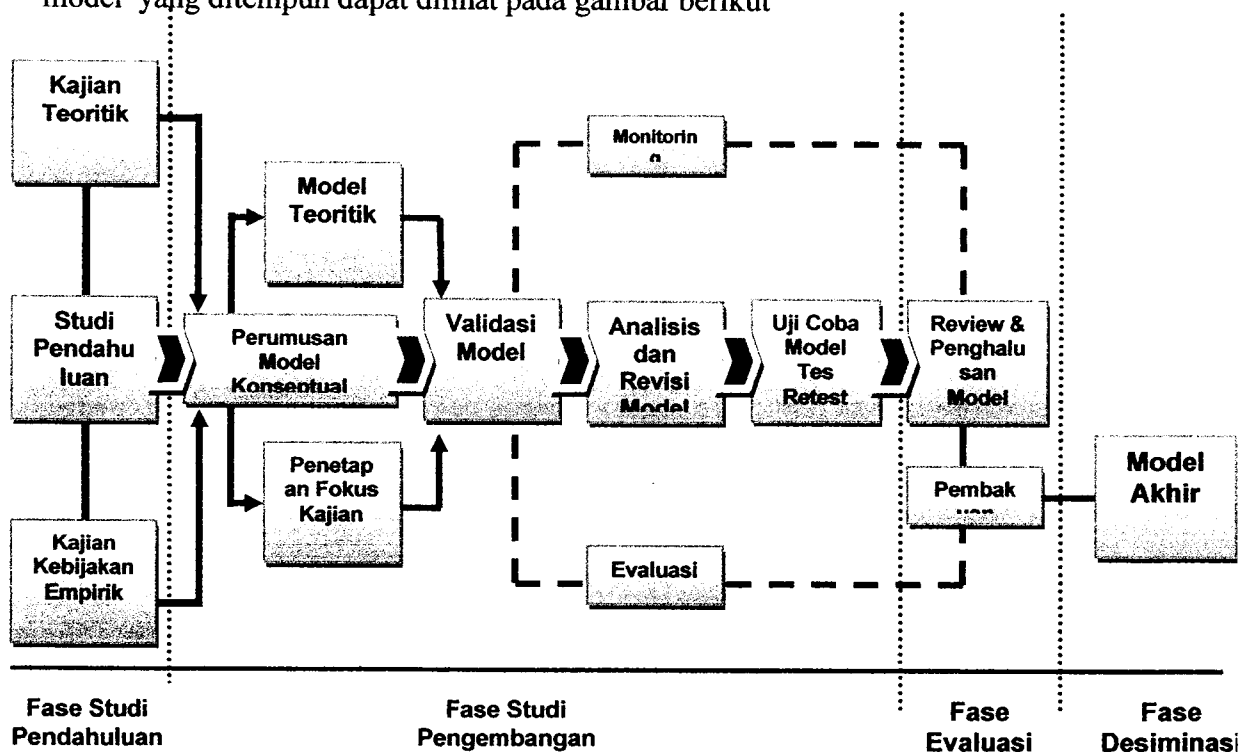 model yang ditempuh dapat dilihat pada gambar berikut
Kajian
Teoritik
Monitorin
g
Model
Teoritik
Studi
Pendahu
luan
Perumusan
Model
Konseptual
Validasi
Model
Analisis
dan
Revisi
Model
Uji Coba
Model
Tes
Retest
Review &
Penghalu
san
Model
Penetap
an Fokus
Kajian
Pembak
uan
Model
Akhir
Kajian
Kebijakan
Empirik
Evaluasi
Fase Studi
Pendahuluan
Fase Studi
Pengembangan
Fase
Evaluasi
Fase
Desiminasi